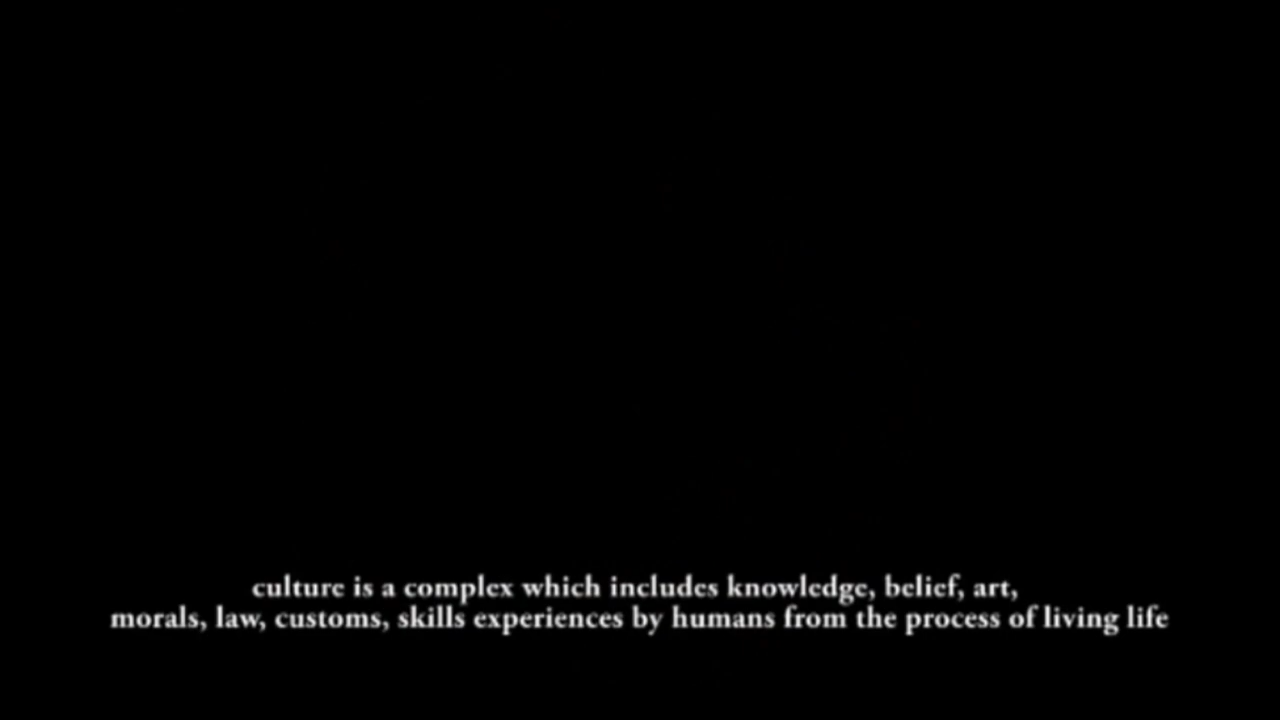 culture is a complex which includes knowledge, belief, art,
morals, law, customs, skills experiences by humans from the process of living life